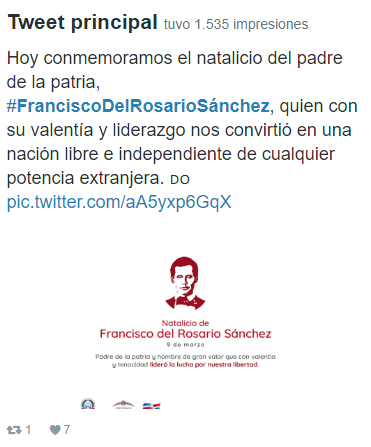 Tweet principal tuvo 1.535 impresiones
Hoy conmemoramos el natalicio del padre
de la patria,
#FranciscoDelRosarioSánchez, quien con
su valentía y liderazgo nos convirtió en una
nación libre e independiente de cualquier
potencia extranjera. DO
pic.twitter.com/aA5yxp6GqX
Natalicio de
Francisco del Rosario Sánchez
9 de marzo
Padre de la patria y hombre de gran valor que con valentía
y tenacidad lideró la lucha por nuestra libertad.
1 7